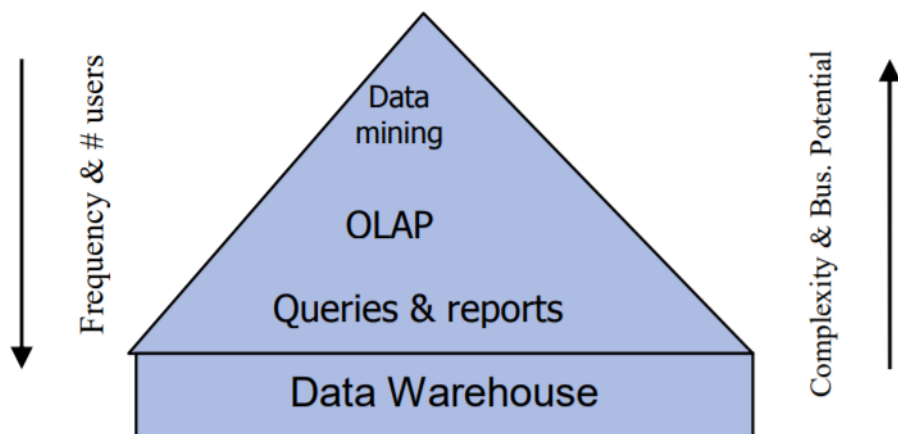 Data
mining
OLAP
Queries & reports
Data Warehouse
Frequency & # users
Complexity & Bus. Potential